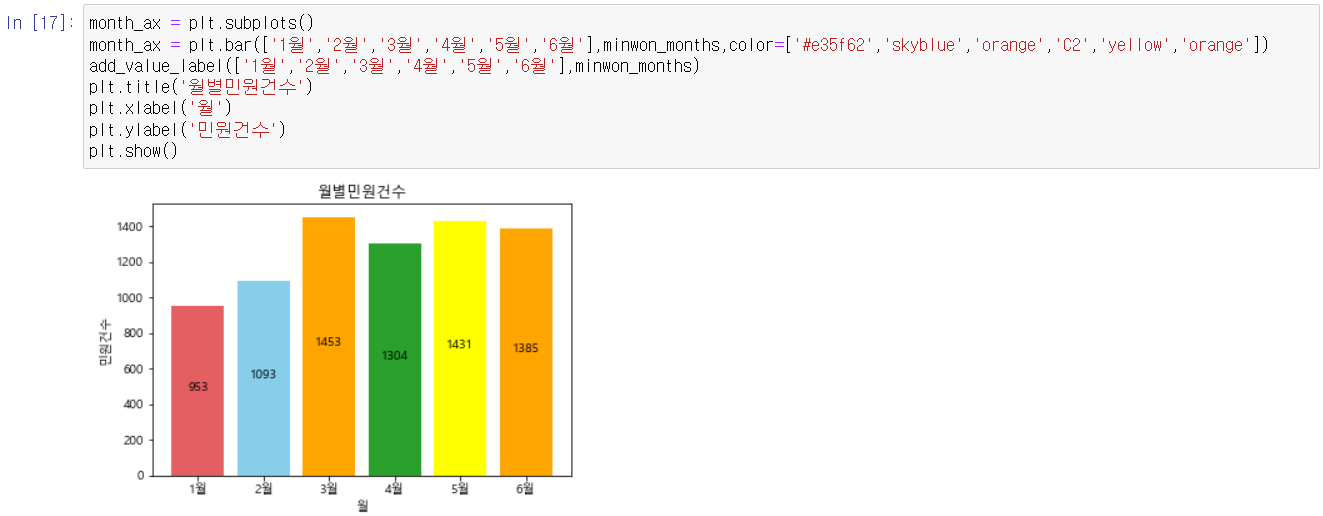 In [17]:
month_ax = plt.subplots()
month_ax = plt.bar(['1월','2월','3월','4월','5월','6월'],minwon_months,color=['#e35f62','skyblue','orange','C2','yellow','orange'])
add_value_label(['1월','2월','3월','4월','5월','6월'],minwon_months)
plt.title('월별민원건수')
plt.xlabel('월')
plt.ylabel('민원건수')
plt.show()
월별민원건수
민원건수
1400
1200
1000
800
600
400
200
0
953
1093
1453
1304
1431
1385
1월 2월 3월 4월 5월 6월
월